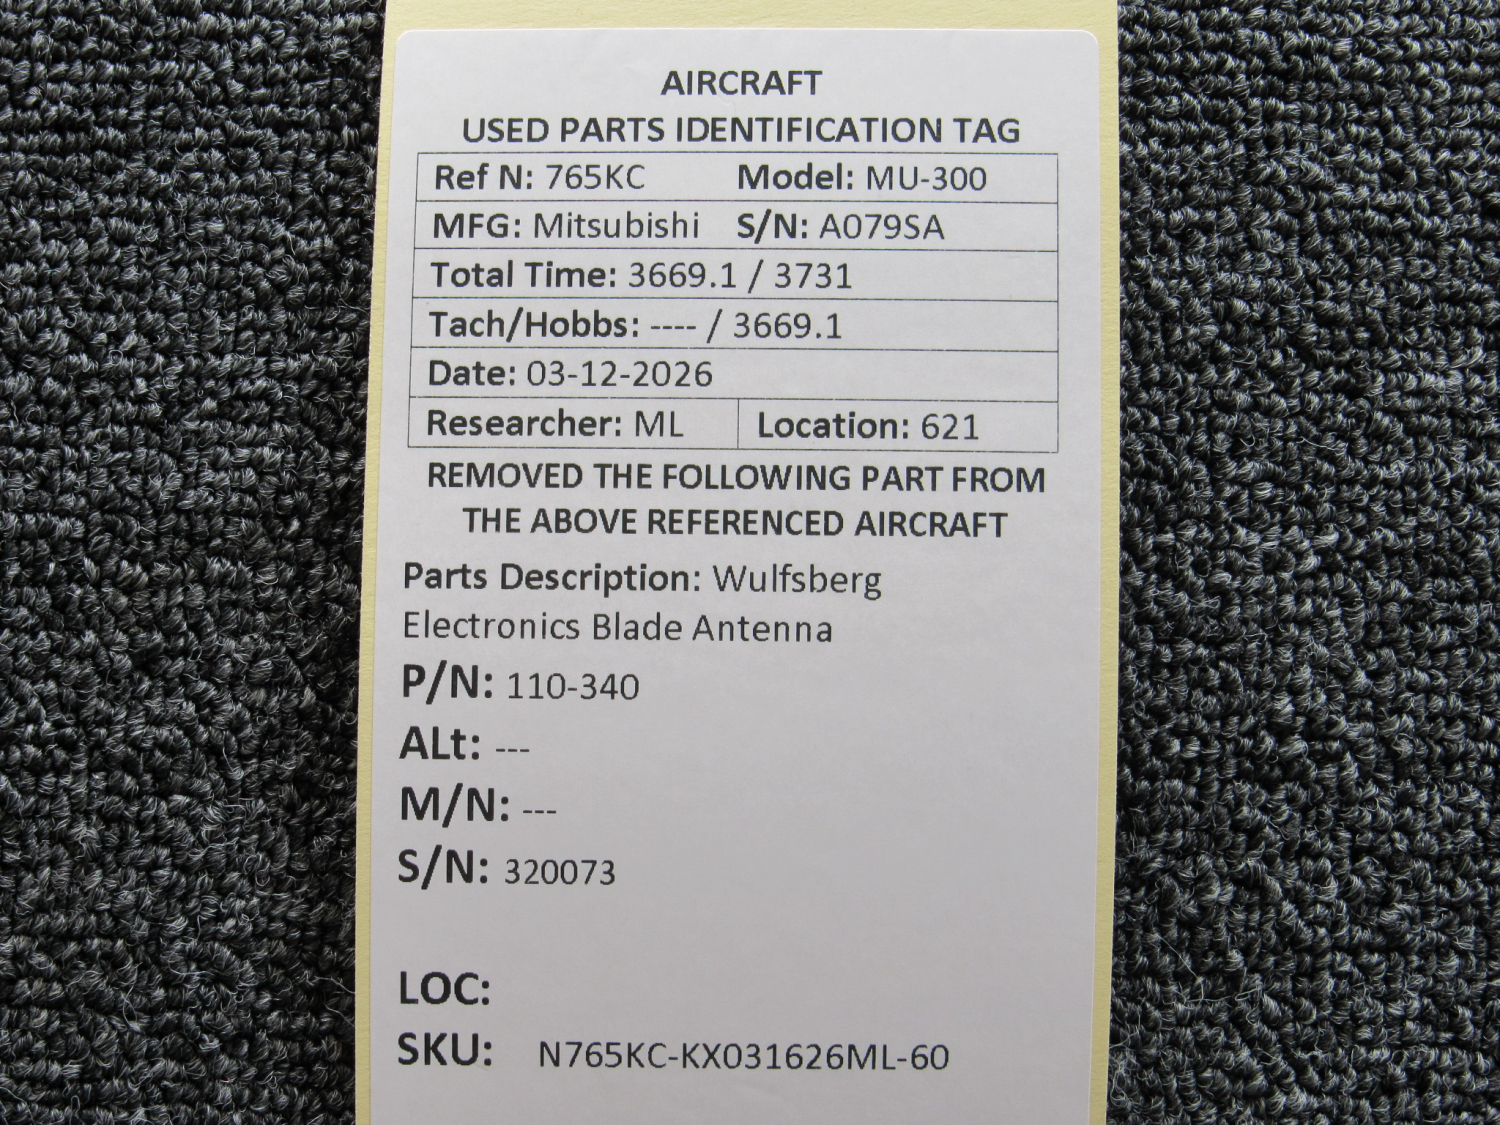 AIRCRAFT
USED PARTS IDENTIFICATION TAG
Ref N: 765KC Model: MU-300
MFG: Mitsubishi S/N: A079SA
Total Time: 3669.1 / 3731
Tach/Hobbs: ---- / 3669.1
Date: 03-12-2026
Researcher: ML Location: 621
REMOVED THE FOLLOWING PART FROM
THE ABOVE REFERENCED AIRCRAFT
Parts Description: Wulfsberg
Electronics Blade Antenna
P/N: 110-340
ALt: ---
M/N: ---
S/N: 320073
LOC:
SKU: N765KC-KX031626ML-60